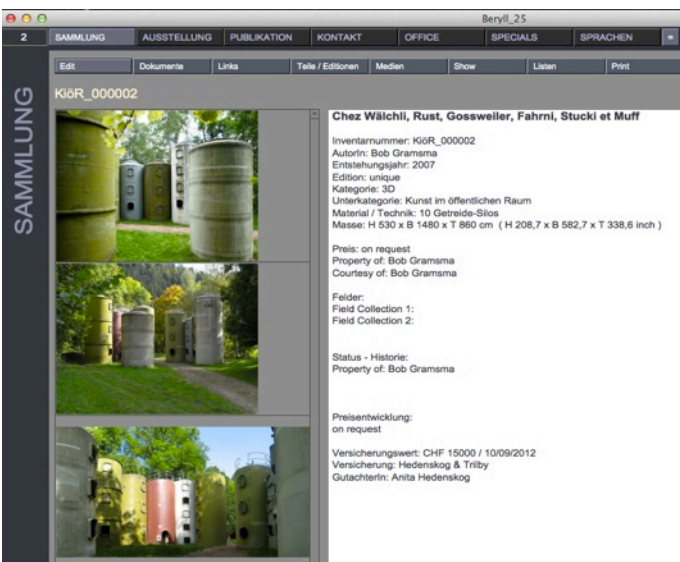 Beryll_25
2 SAMMLUNG AUSSTELLUNG PUBLIKATION KONTAKT OFFICE SPECIALS SPRACHEN
Edit Dokumente Links Teile / Editionen Medien Show Listen Print
SAMMLUNG
KiöR_000002
Chez Wälchli, Rust, Gossweiler, Fahrni, Stucki et Muff
Inventarnummer: KiöR_000002
AutorIn: Bob Gramsma
Entstehungsjahr: 2007
Edition: unique
Kategorie: 3D
Unterkategorie: Kunst im öffentlichen Raum
Material / Technik: 10 Getreide-Silos
Masse: H 530 x B 1480 x T 860 cm ( H 208,7 x B 582,7 x T 338,6 inch )
Preis: on request
Property of: Bob Gramsma
Courtesy of: Bob Gramsma
Felder:
Field Collection 1:
Field Collection 2:
Status - Historie:
Property of: Bob Gramsma
Preisentwicklung:
on request
Versicherungswert: CHF 15000 / 10/09/2012
Versicherung: Hedenskog & Trilby
GutachterIn: Anita Hedenskog